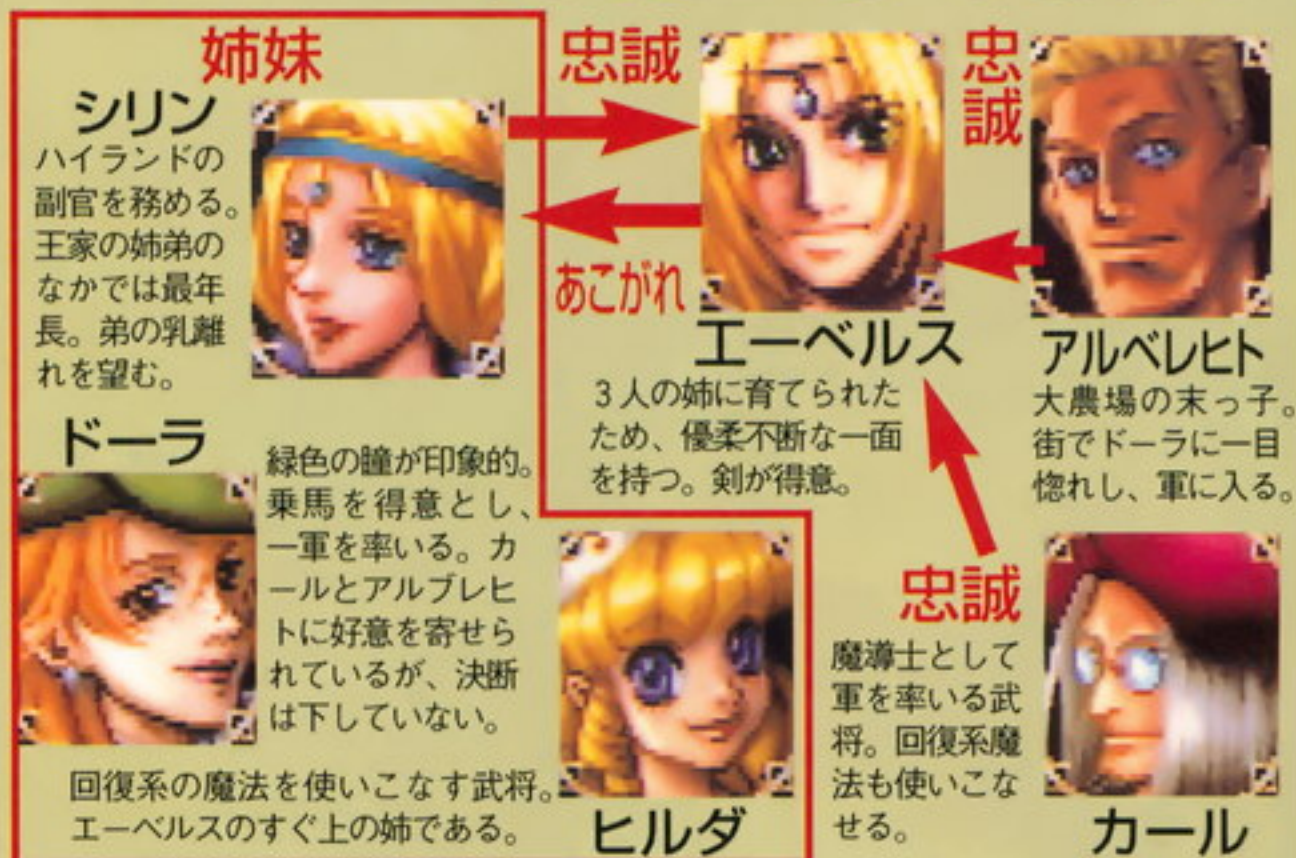 姉妹
シリン
ハイランドの
副官を務める。
王家の姉弟の
なかでは最年
長。弟の乳離
れを望む。
忠誠
あこがれ
エーベルス
3人の姉に育てられた
ため、優柔不断な一面
を持つ。剣が得意。
忠誠
アルベレヒト
大農場の末っ子。
街でドーラに一目
惚れし、軍に入る。
ドーラ
緑色の瞳が印象的。
乗馬を得意とし、
一軍を率いる。カ
ールとアルブレヒ
トに好意を寄せら
れているが、決断
は下していない。
回復系の魔法を使いこなす武将。
エーベルスのすぐ上の姉である。
ヒルダ
忠誠
魔導士として
軍を率いる武
将。回復系魔
法も使いこな
せる。
カール